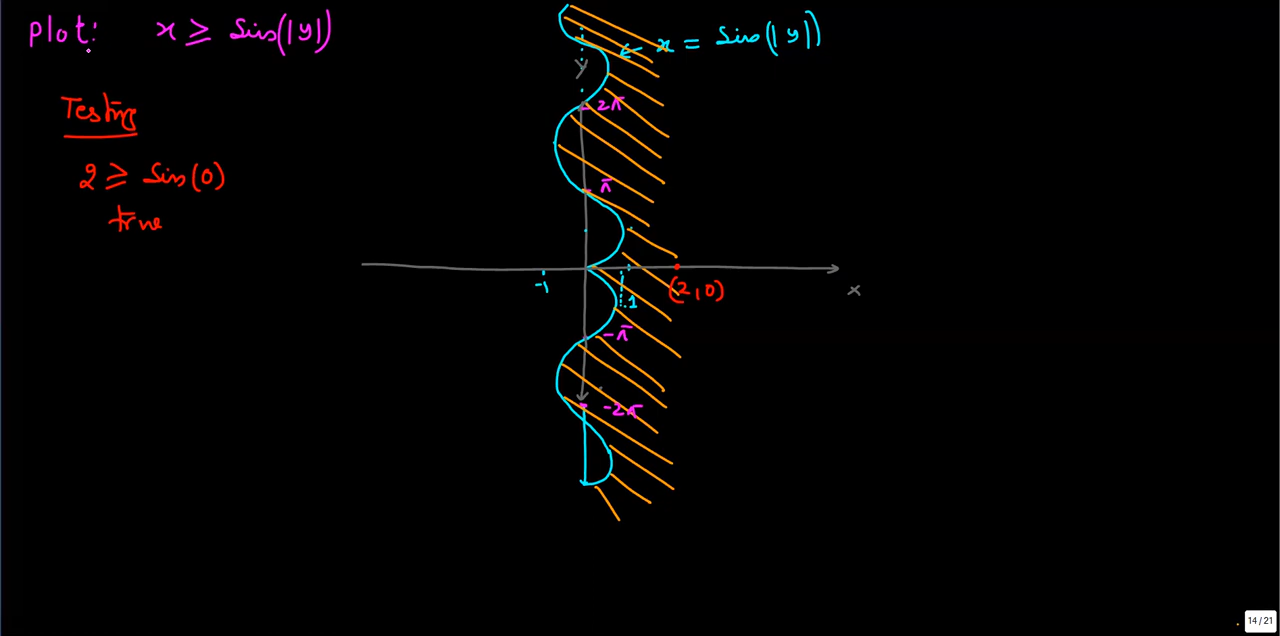 Plot: x ≥ Sin(|y|)
x = Sin(|y|)
y
2π
Testing
2 ≥ Sin(0)
true
π
-1
1
(2,0)
x
-π
-2π
14 / 21